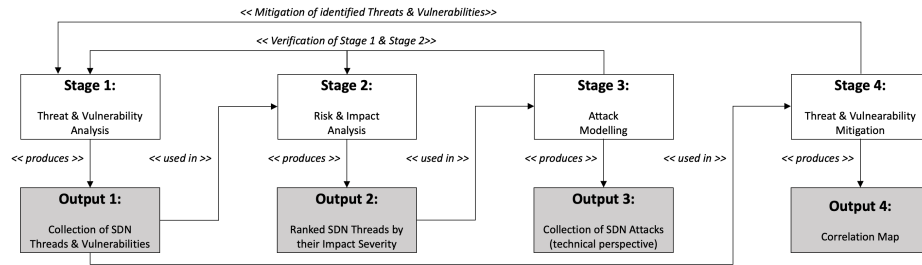 << Mitigation of identified Threats & Vulnerabilities>>
<< Verification of Stage 1 & Stage 2>>
Stage 1:
Threat & Vulnerability
Analysis
Stage 2:
Risk & Impact
Analysis
Stage 3:
Attack
Modelling
Stage 4:
Threat & Vulnearability
Mitigation
<< produces >>
<< used in >>
<< produces >>
<< used in >>
<< produces >>
<< used in >>
<< produces >>
Output 1:
Collection of SDN
Threads & Vulnerabilities
Output 2:
Ranked SDN Threads by
their Impact Severity
Output 3:
Collection of SDN Attacks
(technical perspective)
Output 4:
Correlation Map